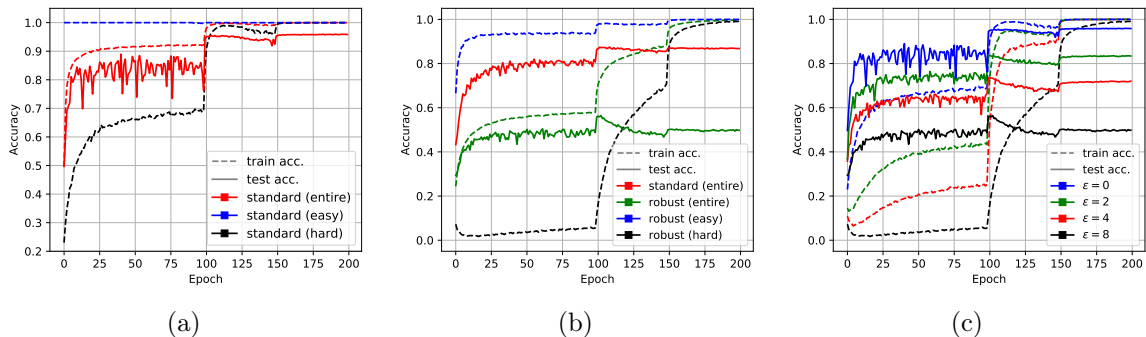 1.0
0.9
0.8
0.7
0.6
0.5
0.4
0.3
0.2
Accuracy
0 25 50 75 100 125 150 175 200
Epoch
train acc.
test acc.
standard (entire)
standard (easy)
standard (hard)
(a)
1.0
0.8
0.6
0.4
0.2
0.0
Accuracy
0 25 50 75 100 125 150 175 200
Epoch
train acc.
test acc.
standard (entire)
robust (entire)
robust (easy)
robust (hard)
(b)
1.0
0.8
0.6
0.4
0.2
0.0
Accuracy
0 25 50 75 100 125 150 175 200
Epoch
train acc.
test acc.
ε = 0
ε = 2
ε = 4
ε = 8
(c)